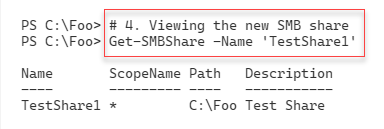 PS C:\Foo> # 4. Viewing the new SMB share
PS C:\Foo> Get-SMBShare -Name 'TestShare1'
Name       ScopeName Path   Description
----       --------- ----   -----------
TestShare1 *         C:\Foo Test Share